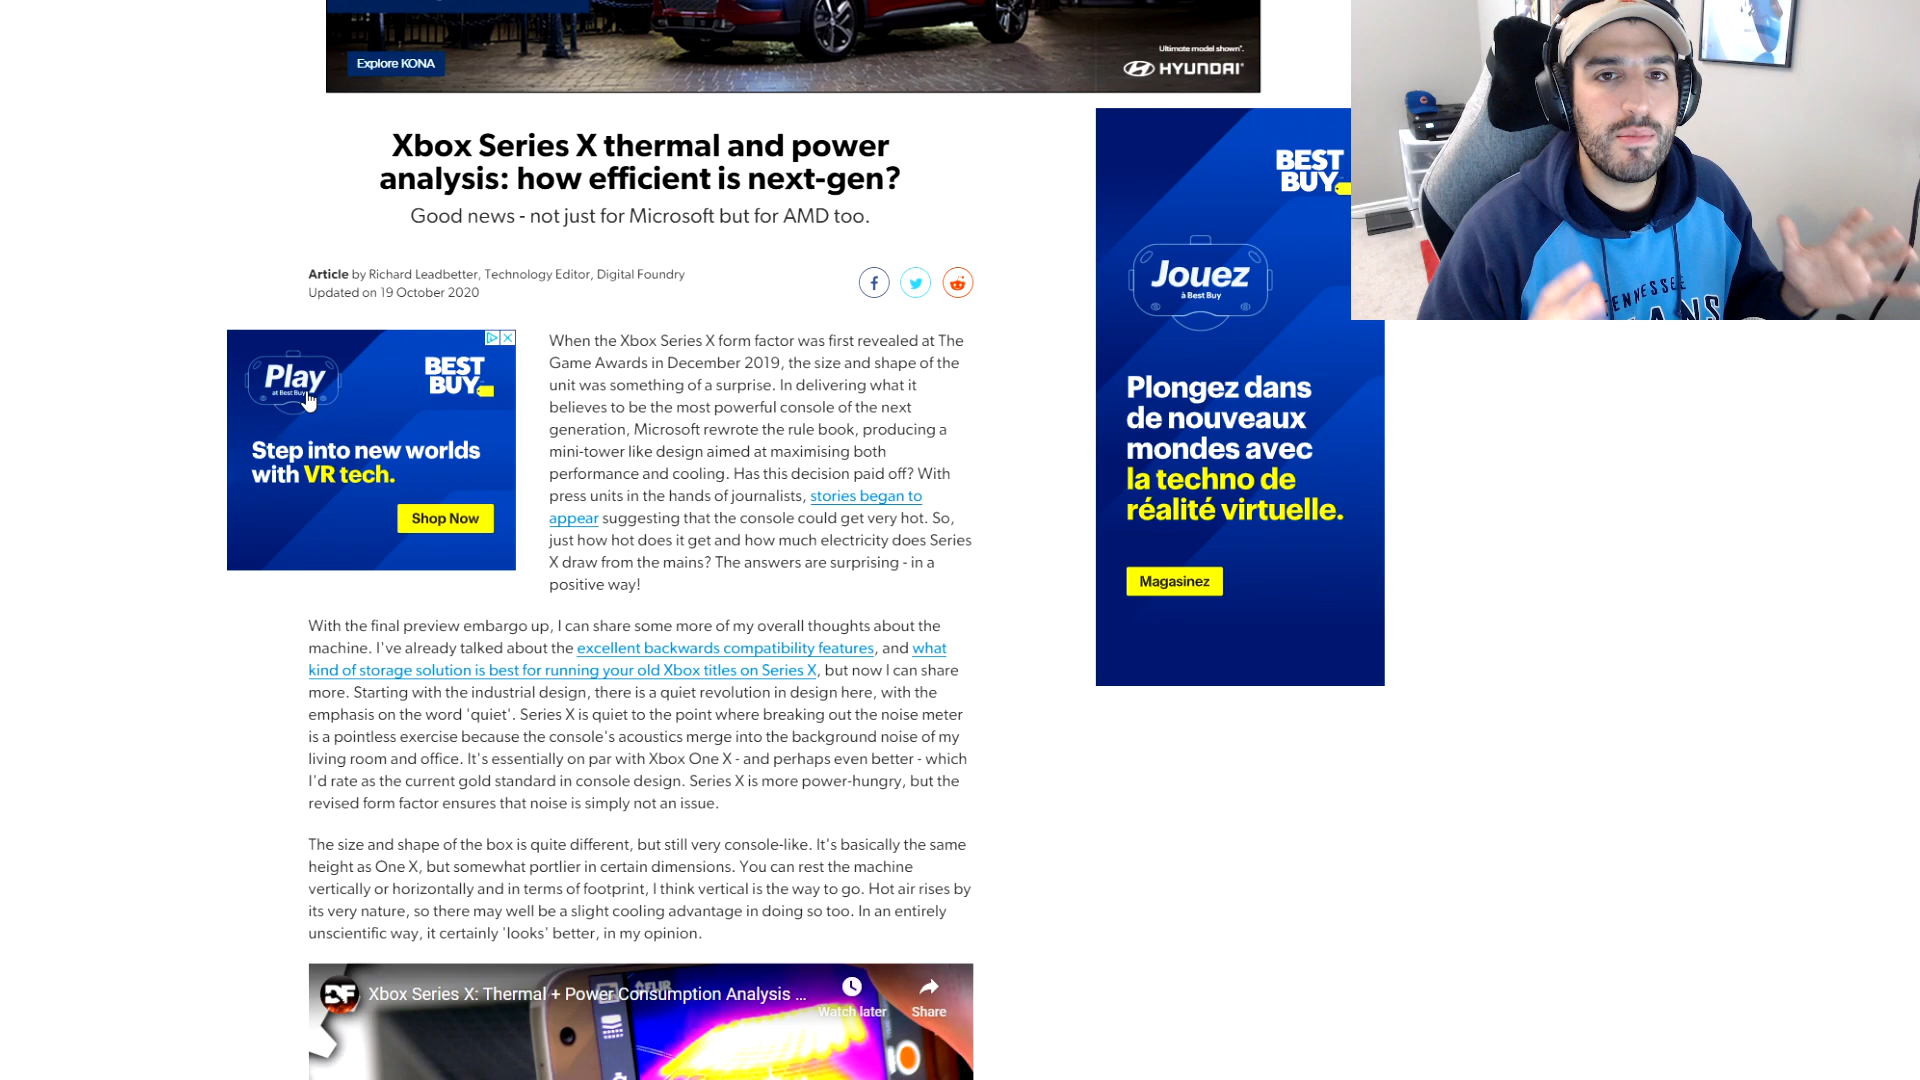 Explore KONA
Ultimate model shown*.
HYUNDAI
Xbox Series X thermal and power
analysis: how efficient is next-gen?
Good news - not just for Microsoft but for AMD too.
Article by Richard Leadbetter, Technology Editor, Digital Foundry
Updated on 19 October 2020
Play
at Best Buy
BEST
BUY
Step into new worlds
with VR tech.
Shop Now
When the Xbox Series X form factor was first revealed at The
Game Awards in December 2019, the size and shape of the
unit was something of a surprise. In delivering what it
believes to be the most powerful console of the next
generation, Microsoft rewrote the rule book, producing a
mini-tower like design aimed at maximising both
performance and cooling. Has this decision paid off? With
press units in the hands of journalists, stories began to
appear suggesting that the console could get very hot. So,
just how hot does it get and how much electricity does Series
X draw from the mains? The answers are surprising - in a
positive way!
With the final preview embargo up, I can share some more of my overall thoughts about the
machine. I've already talked about the excellent backwards compatibility features, and what
kind of storage solution is best for running your old Xbox titles on Series X, but now I can share
more. Starting with the industrial design, there is a quiet revolution in design here, with the
emphasis on the word 'quiet'. Series X is quiet to the point where breaking out the noise meter
is a pointless exercise because the console's acoustics merge into the background noise of my
living room and office. It's essentially on par with Xbox One X - and perhaps even better - which
I'd rate as the current gold standard in console design. Series X is more power-hungry, but the
revised form factor ensures that noise is simply not an issue.
The size and shape of the box is quite different, but still very console-like. It's basically the same
height as One X, but somewhat portlier in certain dimensions. You can rest the machine
vertically or horizontally and in terms of footprint, I think vertical is the way to go. Hot air rises by
its very nature, so there may well be a slight cooling advantage in doing so too. In an entirely
unscientific way, it certainly 'looks' better, in my opinion.
DF
Xbox Series X: Thermal + Power Consumption Analysis ...
Watch later
Share
FLIR
BEST
BUY
Jouez
à Best Buy
Plongez dans
de nouveaux
mondes avec
la techno de
réalité virtuelle.
Magasinez
ENNESSEE
ANS